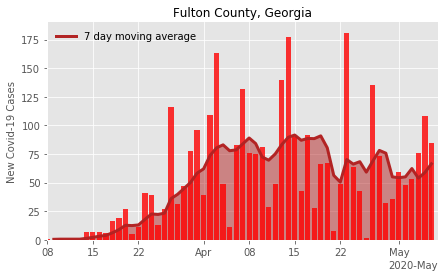 Fulton County, Georgia
7 day moving average
New Covid-19 Cases
175
150
125
100
75
50
25
0
08 15 22 Apr 08 15 22 May
2020-May